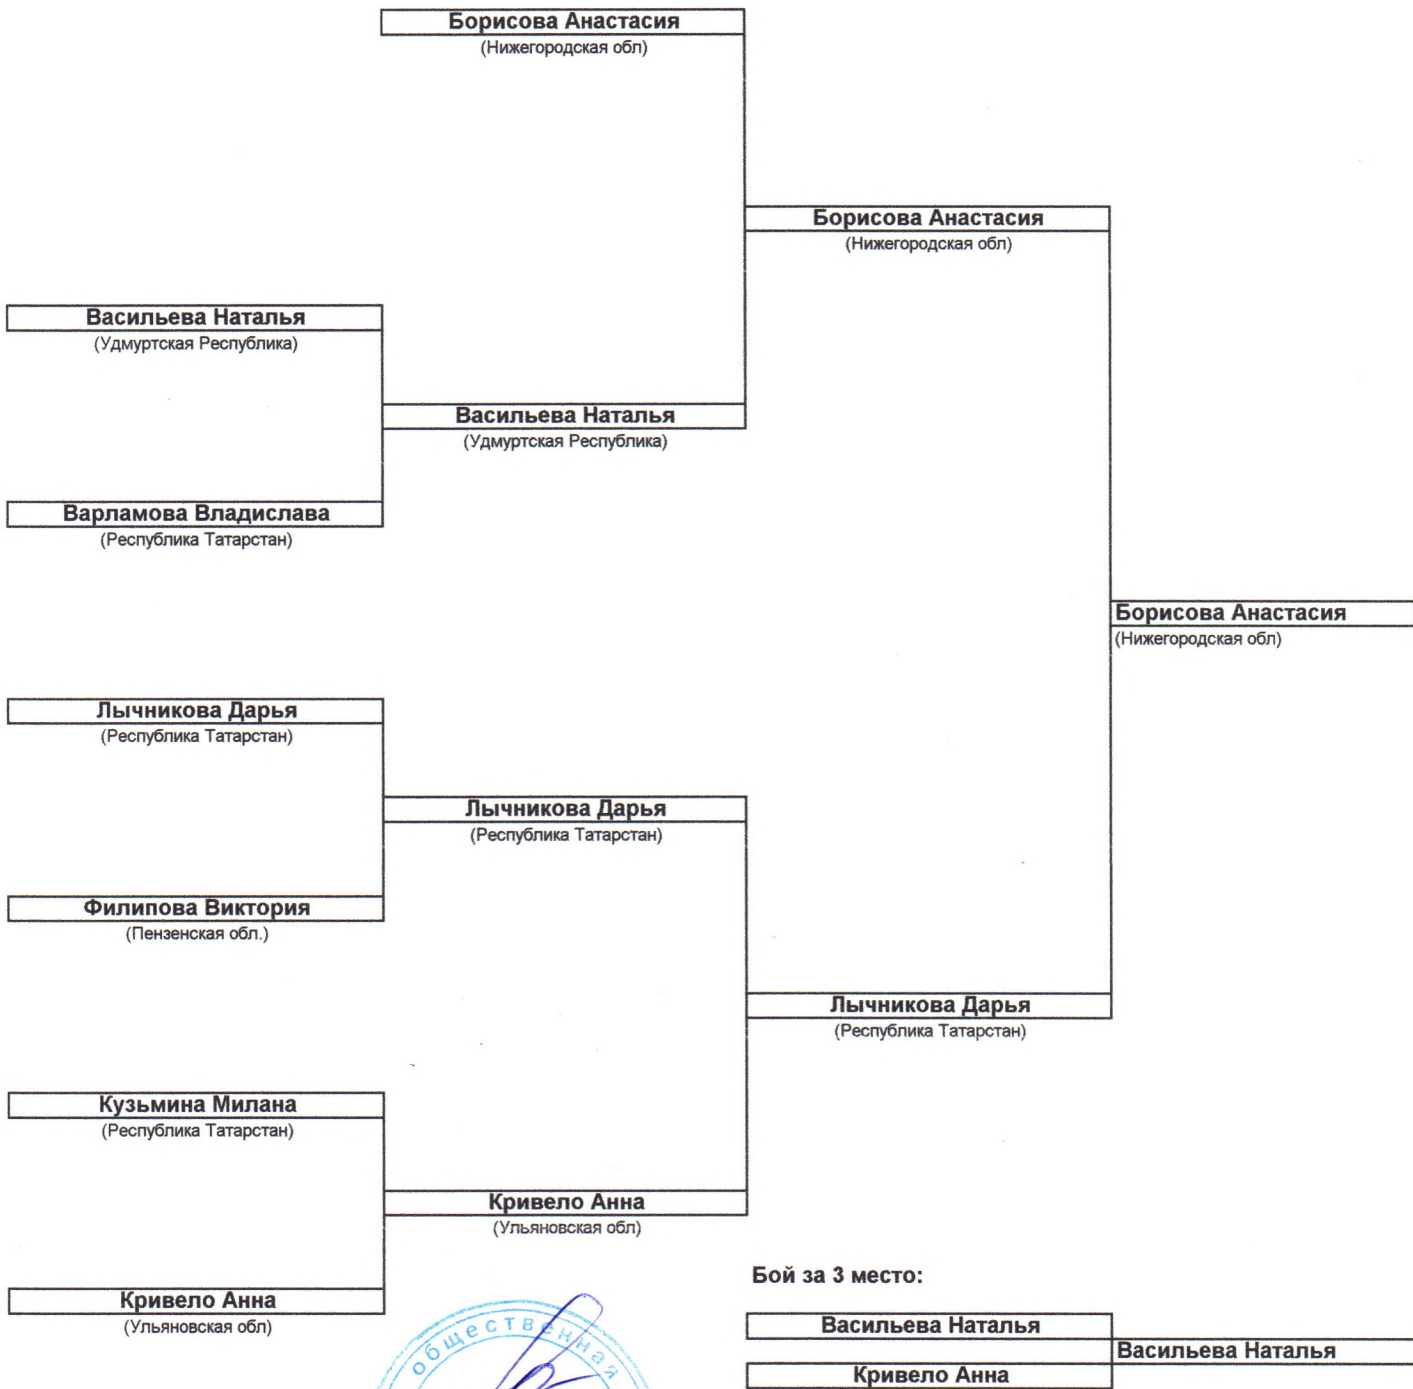 Борисова Анастасия
(Нижегородская обл)
Борисова Анастасия
(Нижегородская обл)
Васильева Наталья
(Удмуртская Республика)
Васильева Наталья
(Удмуртская Республика)
Варламова Владислава
(Республика Татарстан)
Борисова Анастасия
(Нижегородская обл)
Лычникова Дарья
(Республика Татарстан)
Лычникова Дарья
(Республика Татарстан)
Филипова Виктория
(Пензенская обл.)
Лычникова Дарья
(Республика Татарстан)
Кузьмина Милана
(Республика Татарстан)
Кривело Анна
(Ульяновская обл)
Бой за 3 место:
Кривело Анна
(Ульяновская обл)
Васильева Наталья
Васильева Наталья
Кривело Анна
общественная